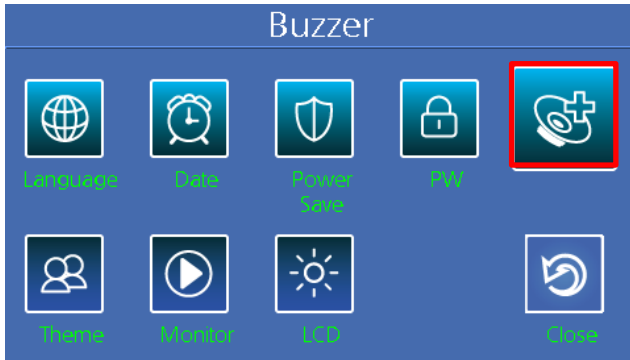 Buzzer
Language
Date
Power
Save
PW
Theme
Monitor
LCD
Close